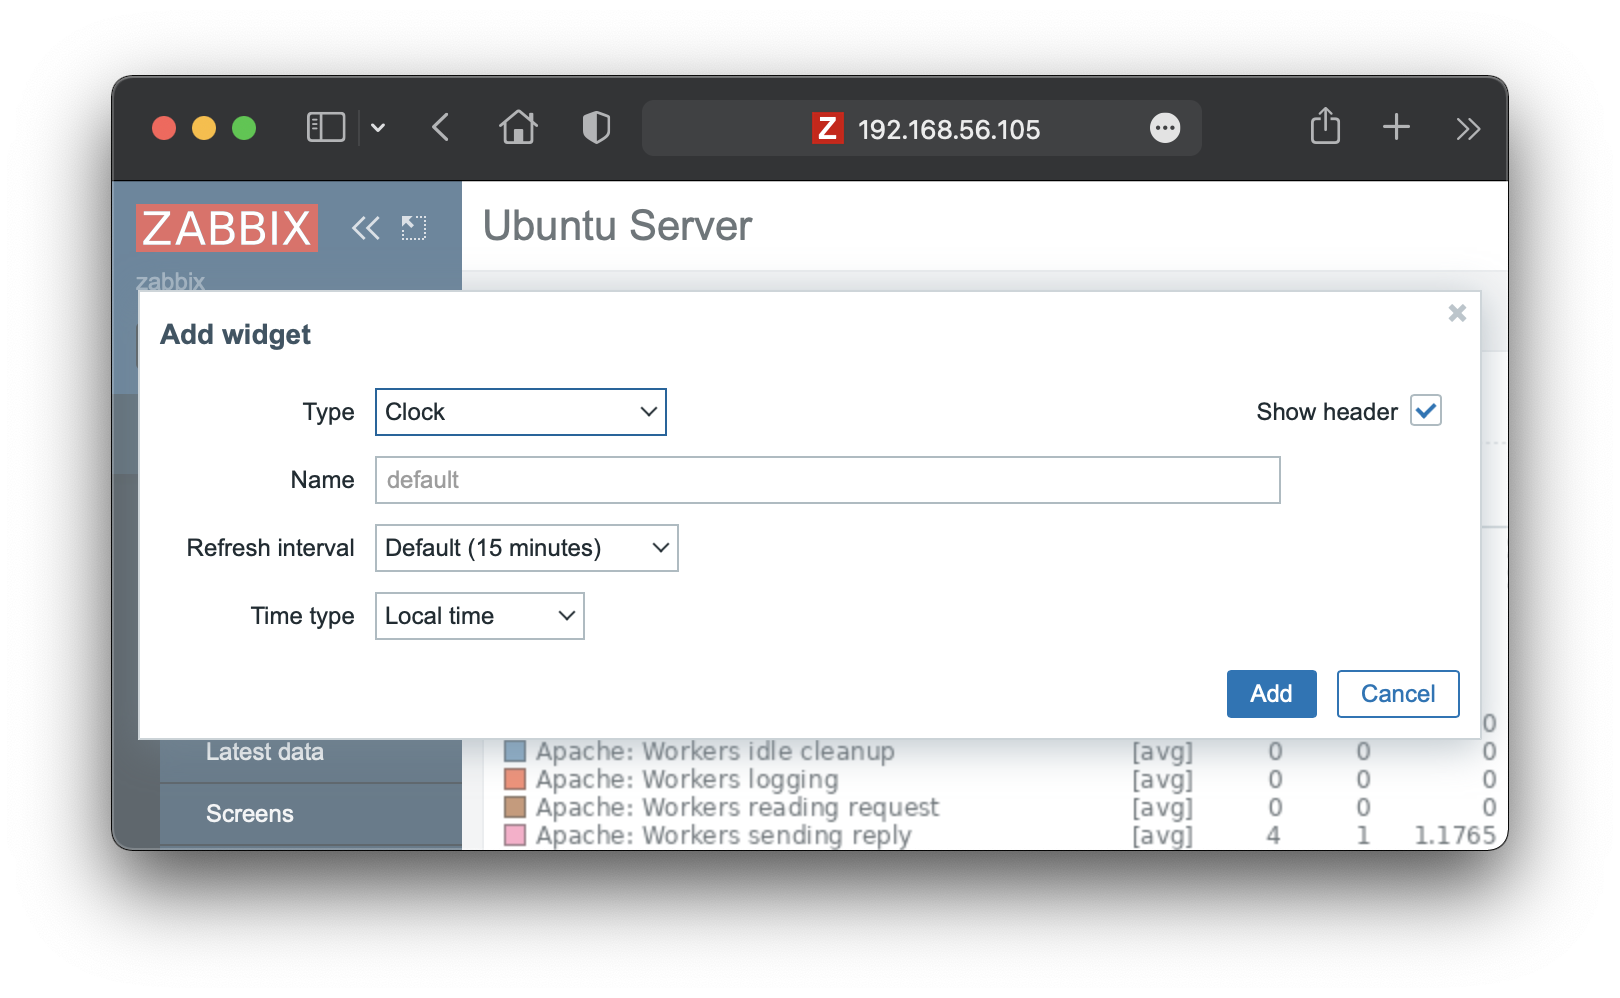 Z 192.168.56.105
ZABBIX
Ubuntu Server
zabbix
Add widget
Type Clock Show header
Name default
Refresh interval Default (15 minutes)
Time type Local time
Add Cancel
0
Latest data
Screens
Apache: Workers idle cleanup [avg] 0 0 0
Apache: Workers logging [avg] 0 0 0
Apache: Workers reading request [avg] 0 0 0
Apache: Workers sending reply [avg] 4 1 1.1765